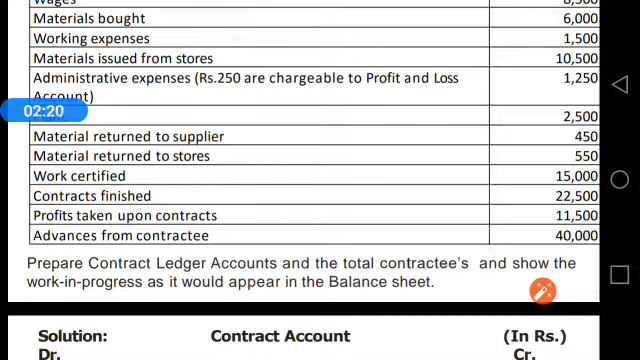 Wages 8,500
Materials bought 6,000
Working expenses 1,500
Materials issued from stores 10,500
Administrative expenses (Rs.250 are chargeable to Profit and Loss 1,250
Account)
02:20
2,500
Material returned to supplier 450
Material returned to stores 550
Work certified 15,000
Contracts finished 22,500
Profits taken upon contracts 11,500
Advances from contractee 40,000
Prepare Contract Ledger Accounts and the total contractee's and show the
work-in-progress as it would appear in the Balance sheet.
Solution: Contract Account (In Rs.)
Dr. Cr.